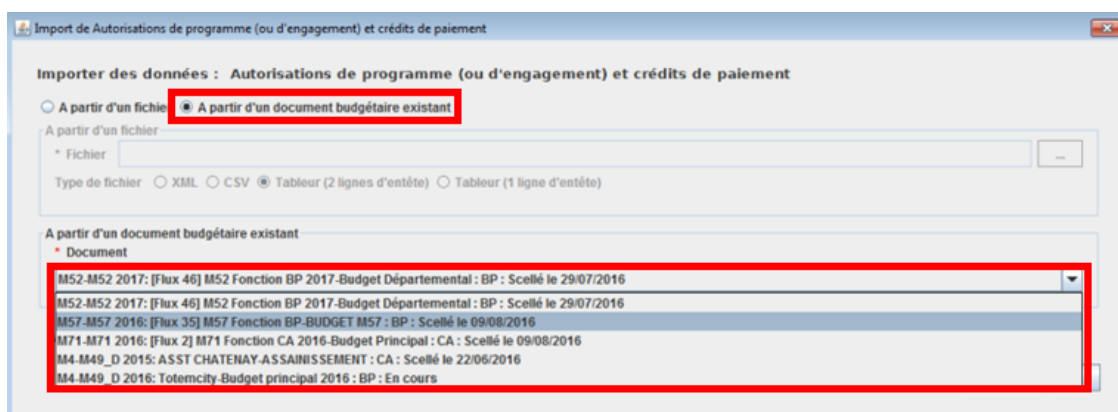 Import de Autorisations de programme (ou d'engagement) et crédits de paiement
Importer des données : Autorisations de programme (ou d'engagement) et crédits de paiement
A partir d'un fichie A partir d'un document budgétaire existant
A partir d'un fichier
* Fichier ...
Type de fichier XML CSV Tableur (2 lignes d'entête) Tableur (1 ligne d'entête)
A partir d'un document budgétaire existant
* Document
M52-M52 2017: [Flux 46] M52 Fonction BP 2017-Budget Départemental : BP : Scellé le 29/07/2016
M52-M52 2017: [Flux 46] M52 Fonction BP 2017-Budget Départemental : BP : Scellé le 29/07/2016
M57-M57 2016: [Flux 35] M57 Fonction BP-BUDGET M57 : BP : Scellé le 09/08/2016
M71-M71 2016: [Flux 2] M71 Fonction CA 2016-Budget Principal : CA : Scellé le 09/08/2016
M4-M49_D 2015: ASST CHATENAY-ASSAINISSEMENT : CA : Scellé le 22/06/2016
M4-M49_D 2016: Totemcity-Budget principal 2016 : BP : En cours